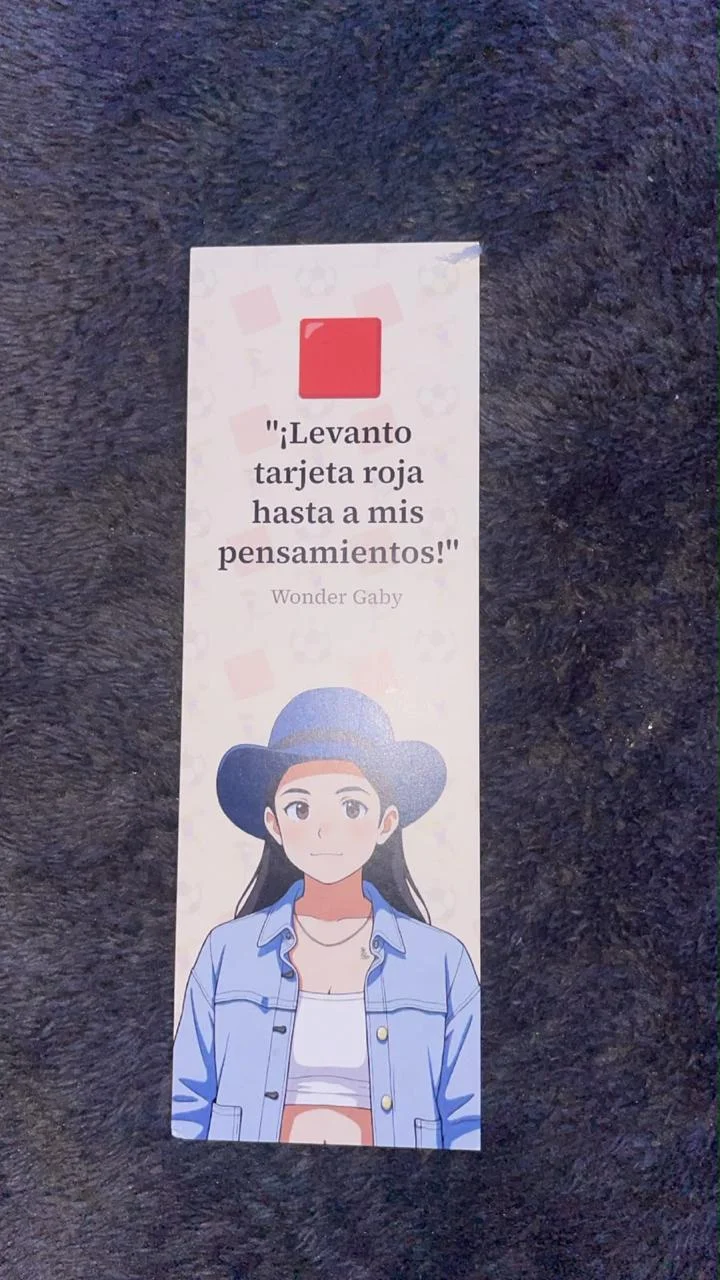 "¡Levanto
tarjeta roja
hasta a mis
pensamientos!"
Wonder Gaby